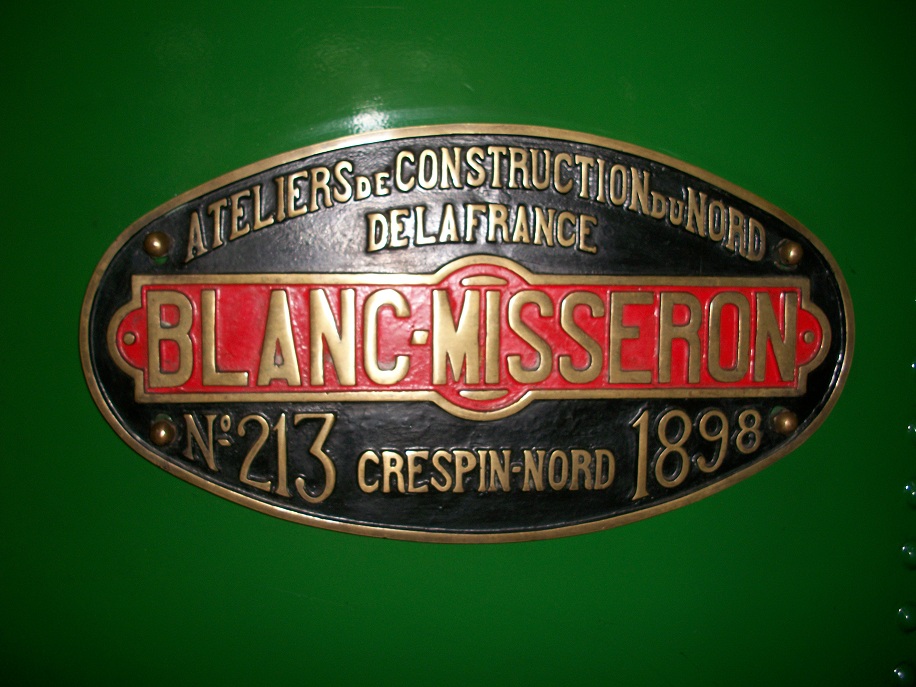 ATELIERS DE CONSTRUCTION DU NORD
DE LA FRANCE
BLANC-MISSERON
Nº 213 CRESPIN-NORD 1898